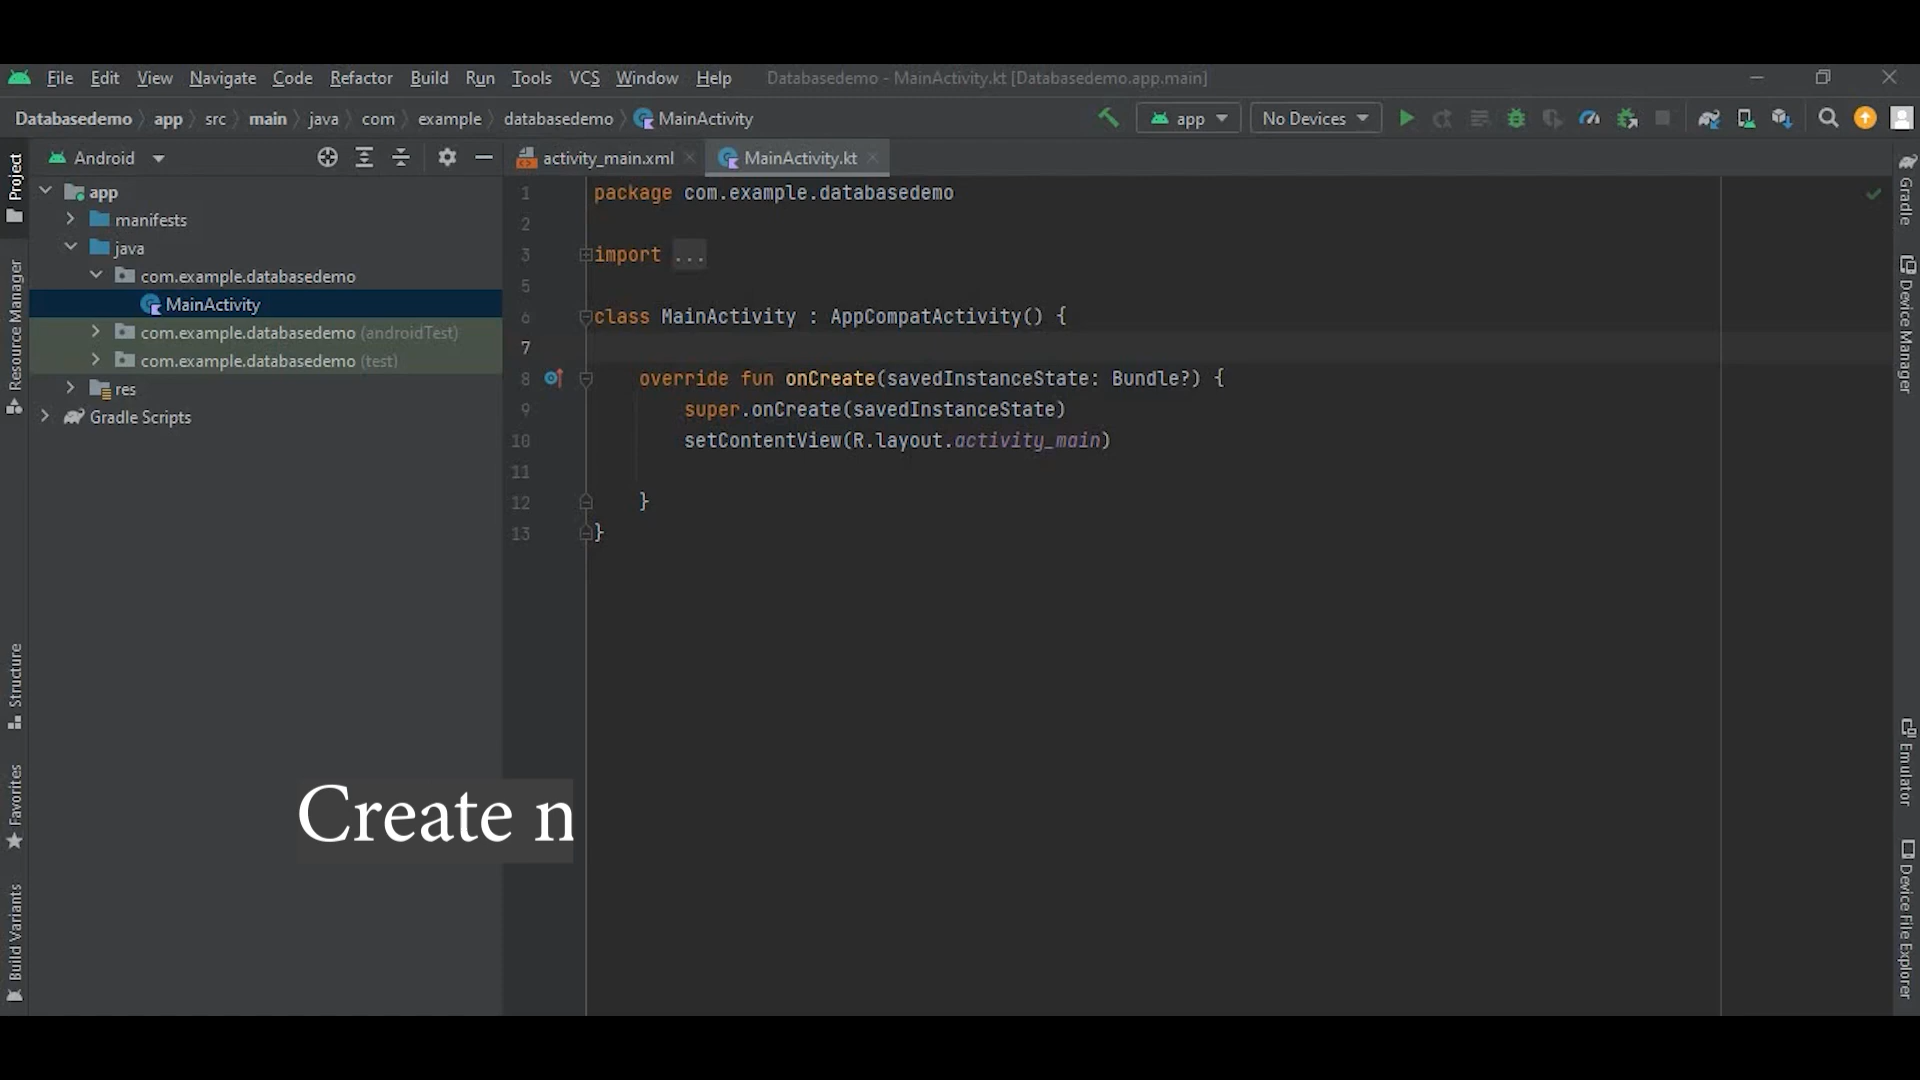 File Edit View Navigate Code Refactor Build Run Tools VCS Window Help Databasedemo - MainActivity.kt [Databasedemo.app.main]
Databasedemo app src main java com example databasedemo MainActivity app No Devices
Project
Android
activity_main.xml
MainActivity.kt
app
manifests
java
com.example.databasedemo
MainActivity
com.example.databasedemo (androidTest)
com.example.databasedemo (test)
res
Gradle Scripts
1 package com.example.databasedemo
2
3 import ...
5
6 class MainActivity : AppCompatActivity() {
7
8 override fun onCreate(savedInstanceState: Bundle?) {
9 super.onCreate(savedInstanceState)
10 setContentView(R.layout.activity_main)
11
12 }
13 }
Resource Manager
Structure
Favorites
Build Variants
Gradle
Device Manager
Emulator
Device File Explorer
Create n